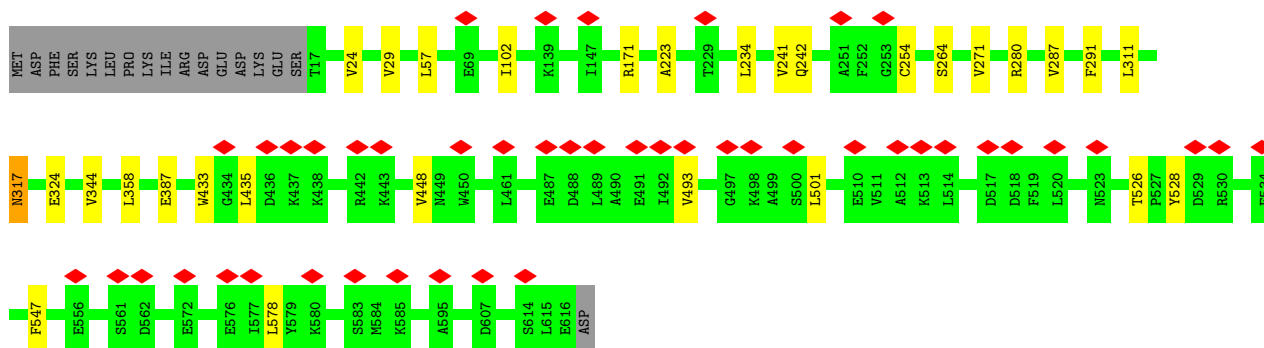 MET ASP PHE SER LYS LEU PRO LYS ILE ARG ASP GLU ASP LYS GLU SER T17 V24 V29 L57 E69 I102 K139 I147 R171 A223 T229 L234 V241 Q242 A251 F252 G253 C254 S264 V271 R280 V287 F291 L311
N317 E324 V344 L358 E387 W433 G434 L435 D436 K437 K438 R442 K443 V448 N449 W450 L461 E487 D488 L489 A490 E491 I492 V493 G497 K498 A499 S500 L501 E510 V511 A512 K513 L514 D517 D518 F519 L520 N523 T526 P527 Y528 D529 R530
F547 E556 S561 D562 E572 E576 I577 L578 Y579 K580 S583 M584 K585 A595 D607 S614 L615 E616 ASP